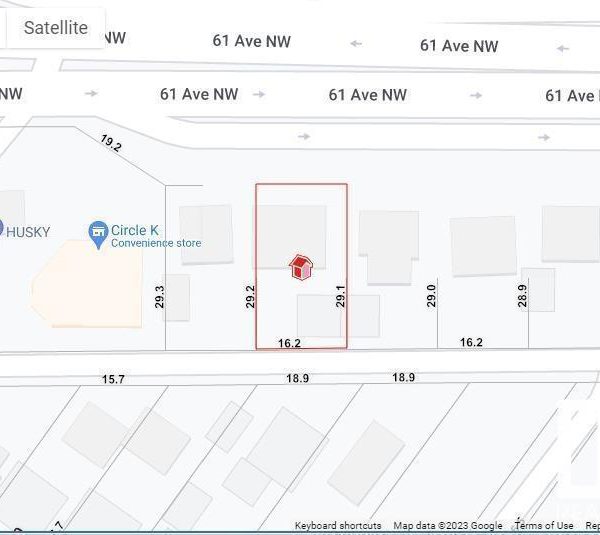 Satellite
NW
61 Ave NW
61 Ave NW
NW
61 Ave NW
61 Ave NW
61 Ave
19.2
HUSKY
Circle K
Convenience store
29.3
29.2
29.1
29.0
28.9
16.2
16.2
15.7
18.9
18.9
Keyboard shortcuts Map data ©2023 Google Terms of Use Rep